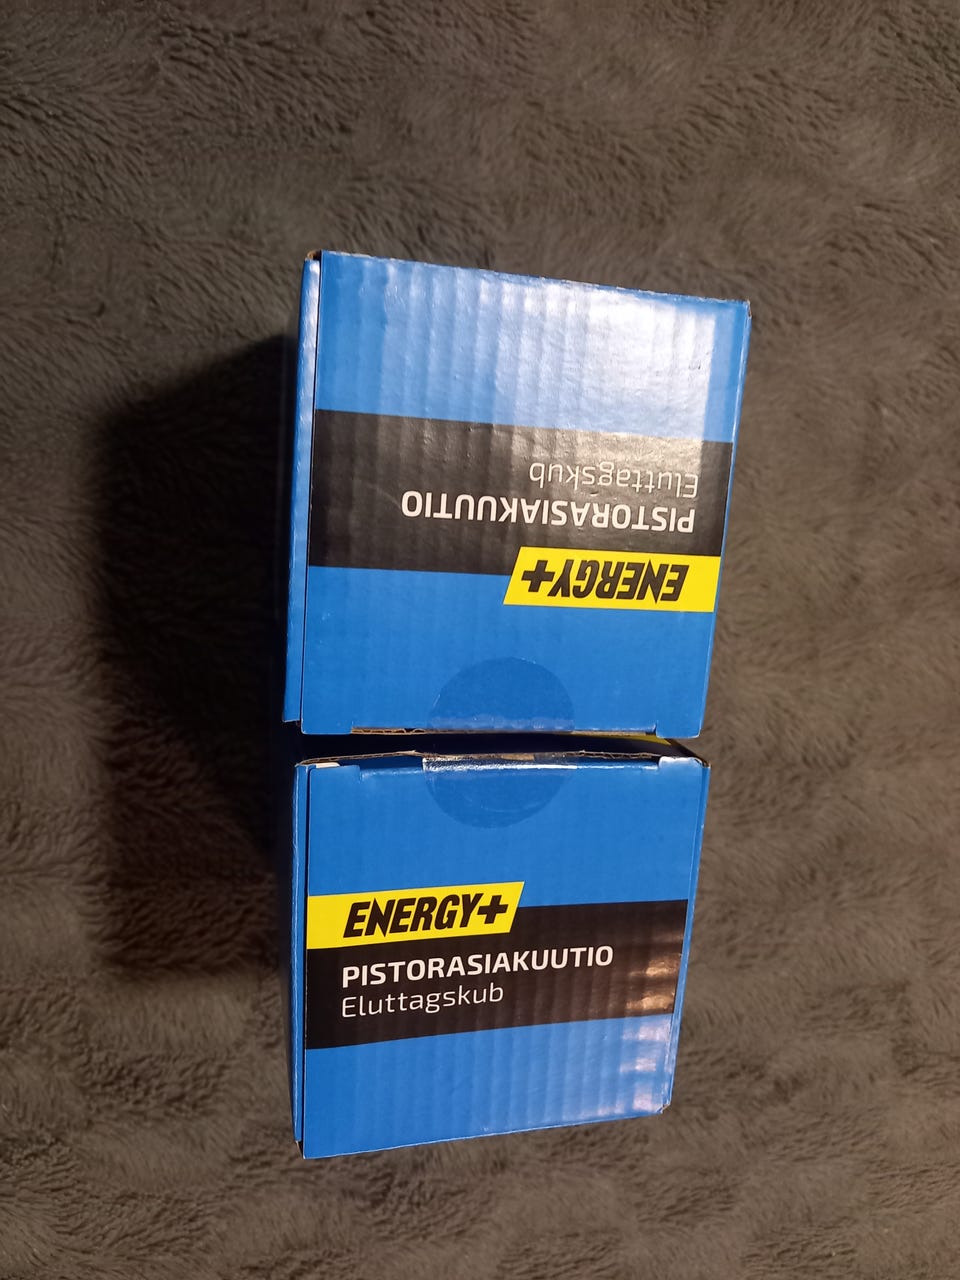 ENERGY+
PISTORASIAKUUTIO
Eluttagskub
ENERGY+
PISTORASIAKUUTIO
Eluttagskub